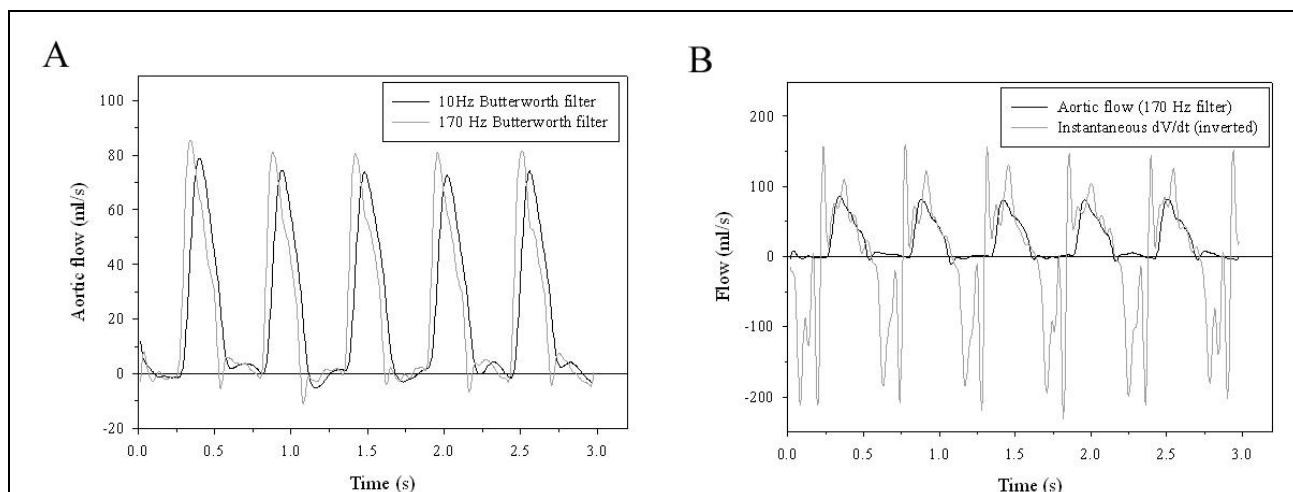 A
10Hz Butterworth filter
170 Hz Butterworth filter
Aortic flow (ml/s)
100
80
60
40
20
0
-20
0.0 0.5 1.0 1.5 2.0 2.5 3.0
Time (s)
B
Aortic flow (170 Hz filter)
Instantaneous dV/dt (inverted)
Flow (ml/s)
200
100
0
-100
-200
0.0 0.5 1.0 1.5 2.0 2.5 3.0
Time (s)